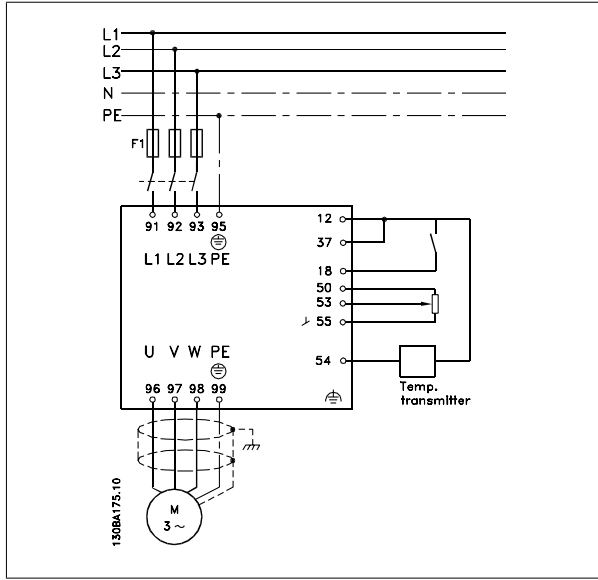 L1
L2
L3
N
PE
F1
91 92 93 95
L1 L2 L3 PE
12
37
18
50
53
55
54
U V W PE
96 97 98 99
Temp.
transmitter
M
3 ~
130BA175.10